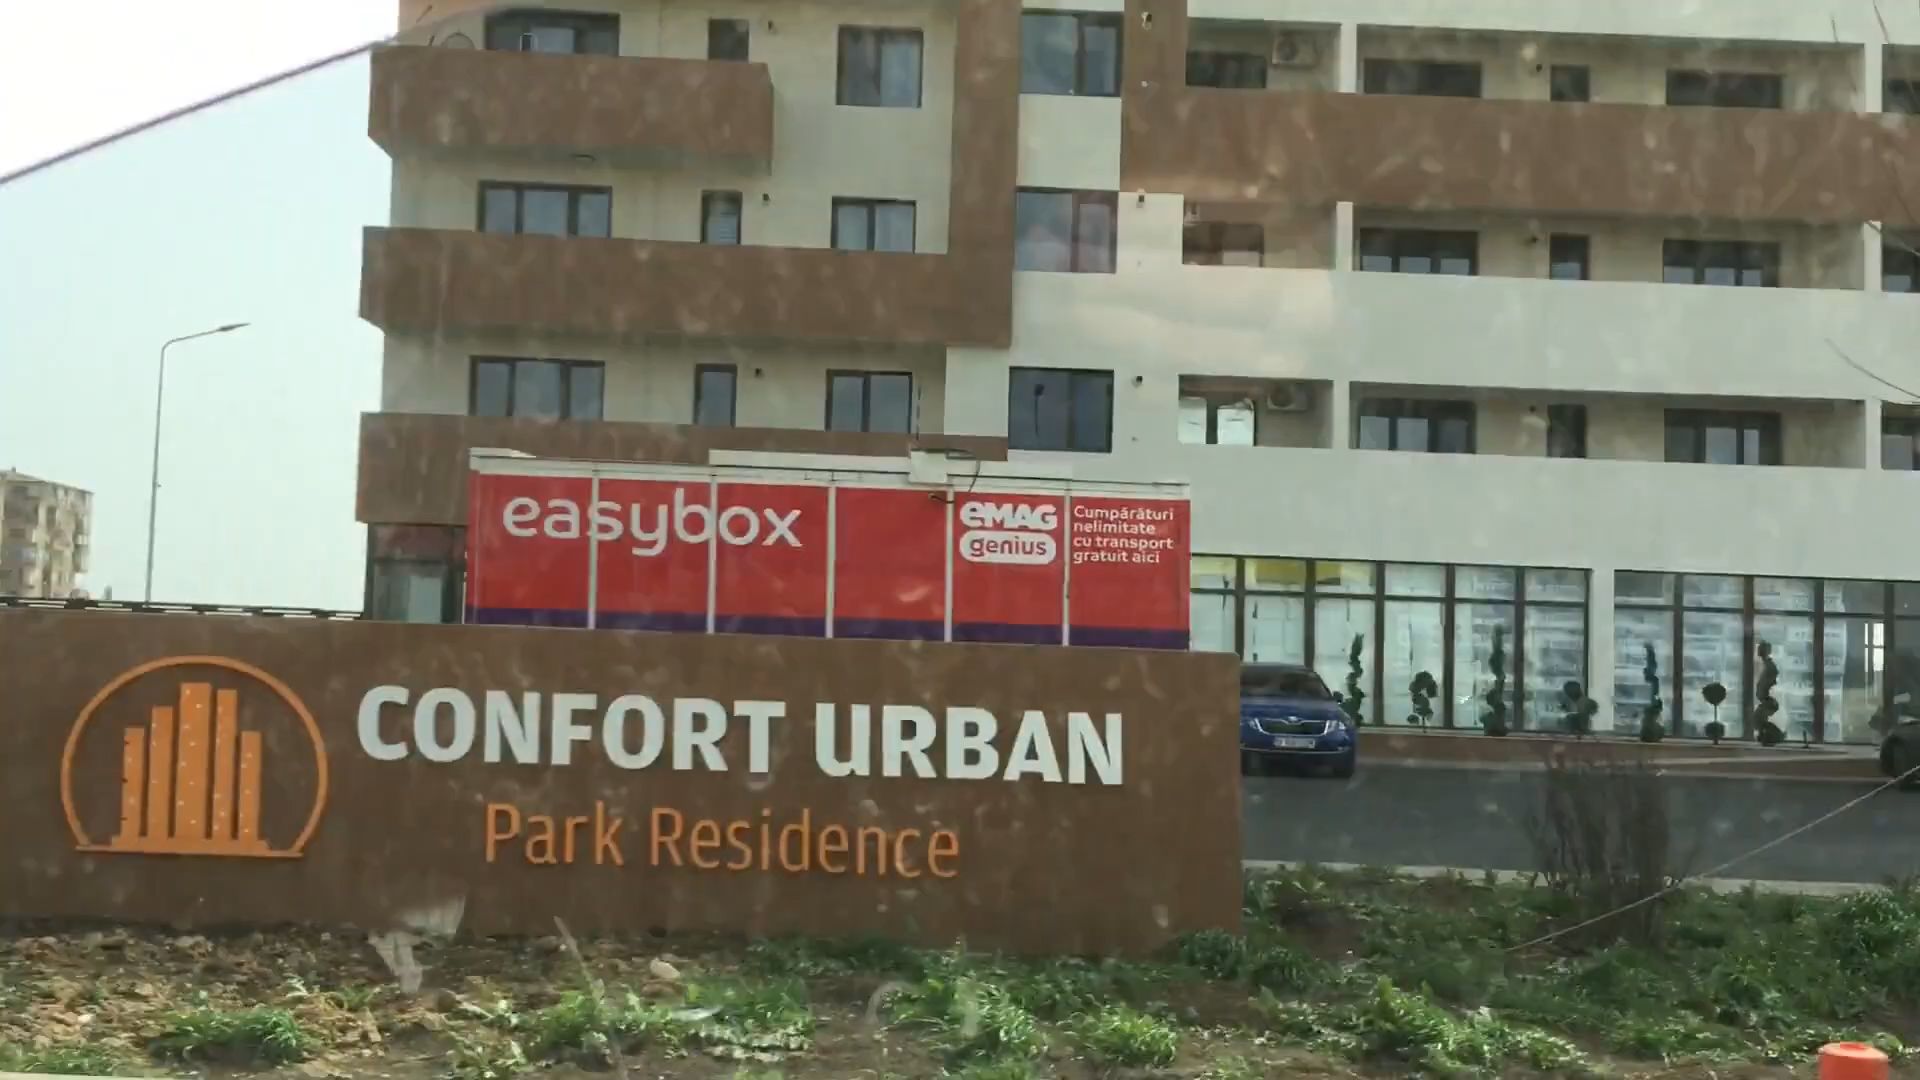 easybox
eMAG
genius
Cumpărături
nelimitate
cu transport
gratuit aici
CONFORT URBAN
Park Residence